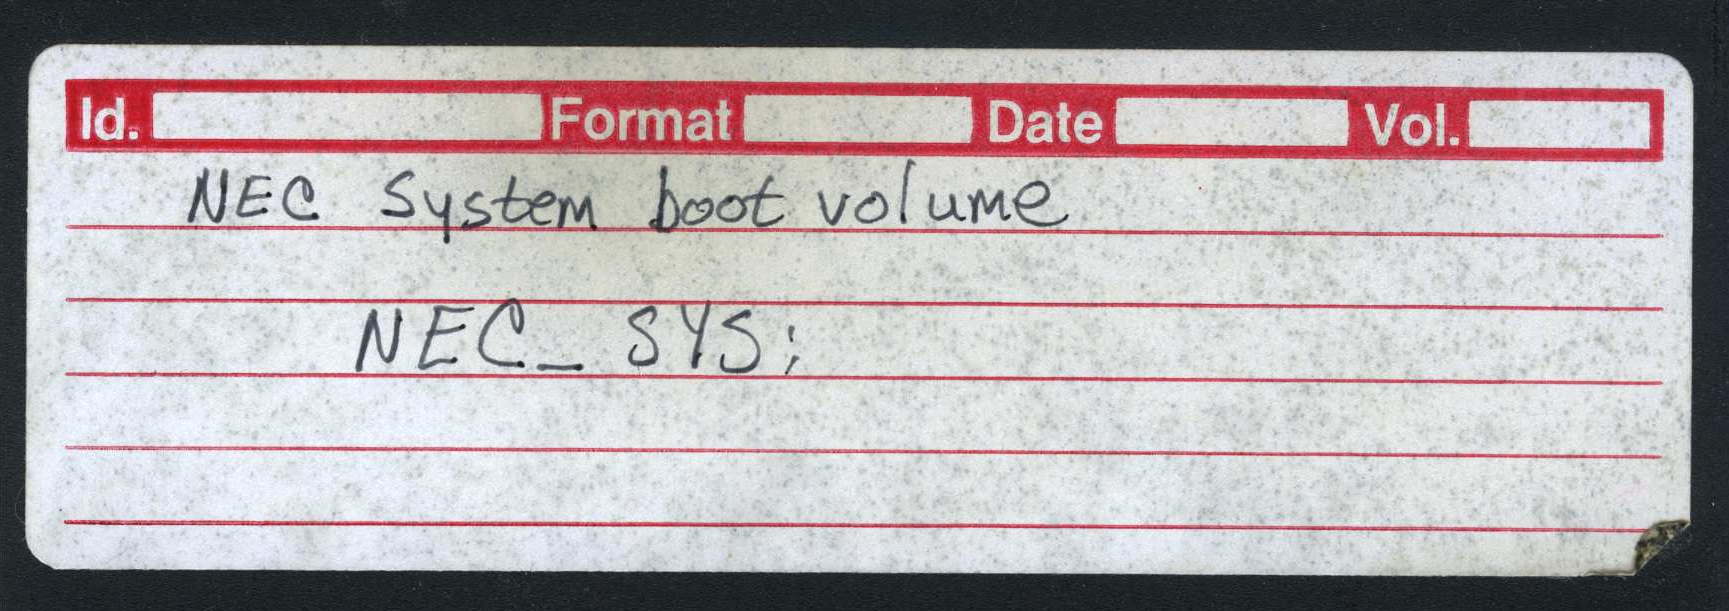 Id. Format Date Vol.
NEC System boot volume
NEC_SYS: